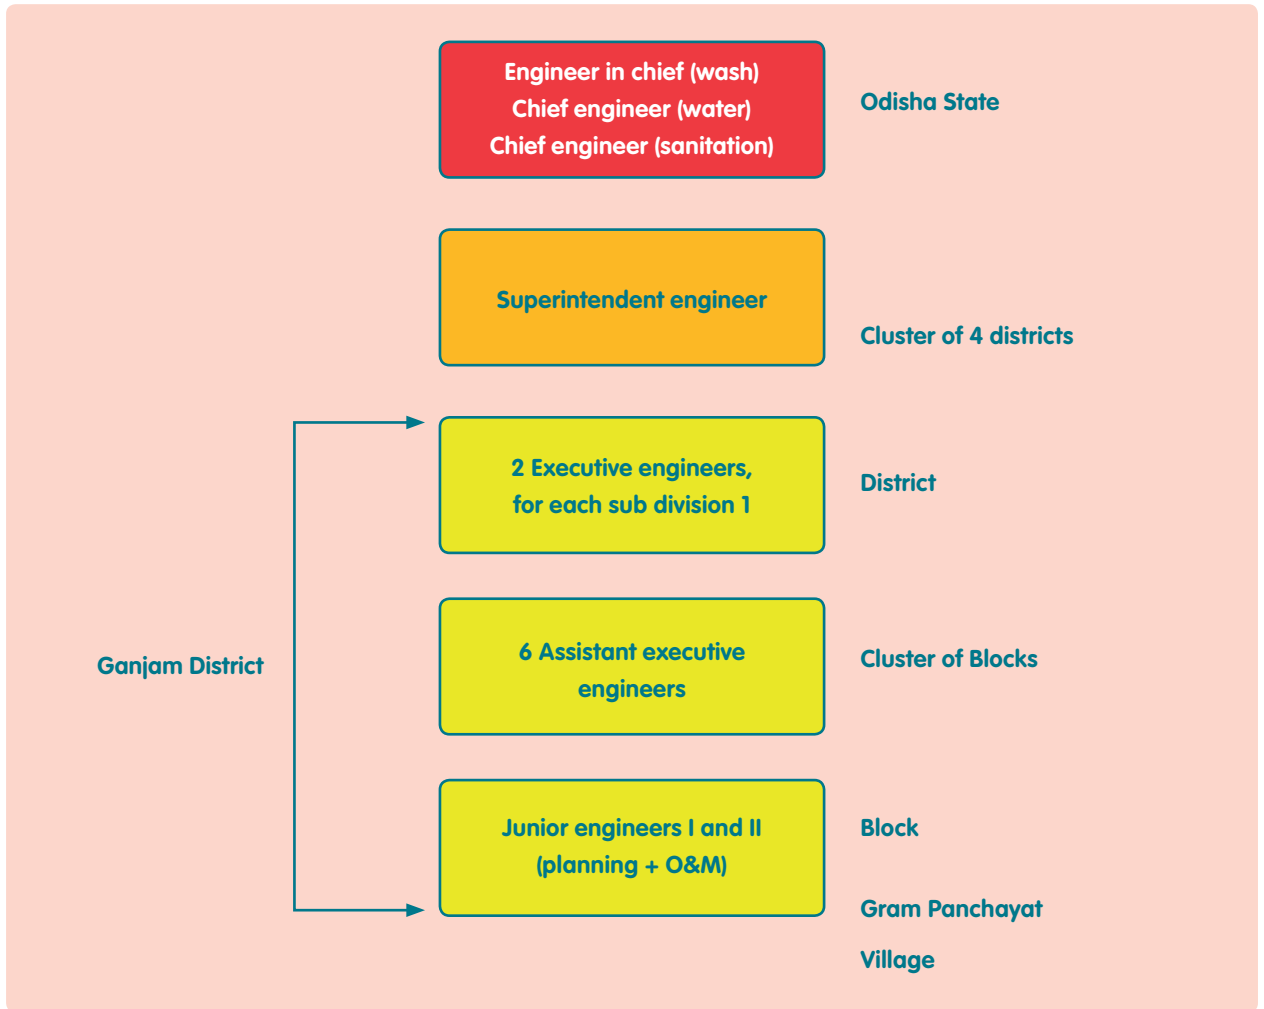 Engineer in chief (wash)
Chief engineer (water)
Chief engineer (sanitation)
Odisha State
Superintendent engineer
Cluster of 4 districts
2 Executive engineers,
for each sub division 1
District
Ganjam District
6 Assistant executive
engineers
Cluster of Blocks
Junior engineers I and II
(planning + O&M)
Block
Gram Panchayat
Village